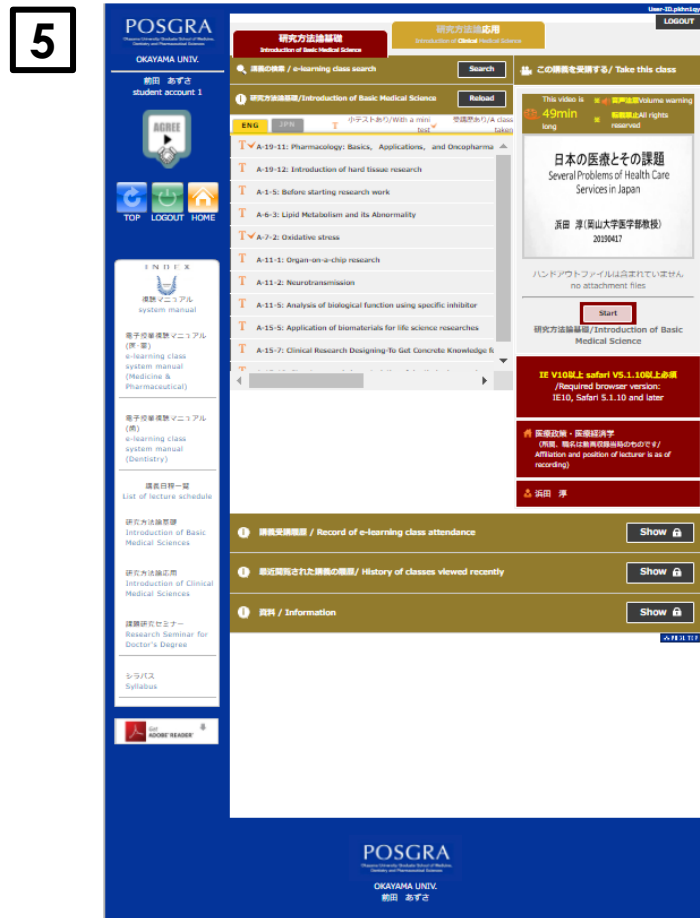 5
User-ID.pkhnigy
LOGOUT
POSGRA
OKAYAMA UNIV.
前田 あずさ
student account 1
AGREE
TOP LOGOUT HOME
INDEX
視聴マニュアル
system manual
電子授業視聴マニュアル
(医・薬)
e-learning class
system manual
(Medicine &
Pharmaceutical)
電子授業視聴マニュアル
(歯)
e-learning class
system manual
(Dentistry)
講義日程一覧
List of lecture schedule
研究方法論基礎
Introduction of Basic
Medical Sciences
研究方法論応用
Introduction of Clinical
Medical Sciences
課題研究セミナー
Research Seminar for
Doctor's Degree
シラバス
Syllabus
Get
ADOBE® READER®
研究方法論基礎
Introduction of Basic Medical Science
研究方法論応用
Introduction of Clinical Medical Science
講義の検索 / e-learning class search
Search
研究方法論基礎/Introduction of Basic Medical Science
Reload
ENG JPN
T 小テストあり/With a mini test
受講歴あり/A class taken
T A-19-11: Pharmacology: Basics, Applications, and Oncopharma
T A-19-12: Introduction of hard tissue research
T A-1-5: Before starting research work
T A-6-3: Lipid Metabolism and its Abnormality
T A-7-2: Oxidative stress
T A-11-1: Organ-on-a-chip research
T A-11-2: Neurotransmission
T A-11-5: Analysis of biological function using specific inhibitor
T A-15-5: Application of biomaterials for life science researches
T A-15-7: Clinical Research Designing-To Get Concrete Knowledge f
この講義を受講する/ Take this class
This video is
49min
long
※ 音声注意Volume warning
※ 転載禁止All rights
reserved
日本の医療とその課題
Several Problems of Health Care
Services in Japan
浜田 淳(岡山大学医学部教授)
20190417
ハンドアウトファイルは含まれていません
no attachment files
Start
研究方法論基礎/Introduction of Basic
Medical Science
IE V10以上 safari V5.1.10以上必須
/Required browser version:
IE10, Safari 5.1.10 and later
医療政策・医療経済学
(所属、職名は動画収録当時のものです/
Affiliation and position of lecturer is as of
recording)
浜田 淳
講義受講履歴 / Record of e-learning class attendance
Show
最近閲覧された講義の履歴/ History of classes viewed recently
Show
資料 / Information
Show
PAGE TOP
POSGRA
OKAYAMA UNIV.
前田 あずさ